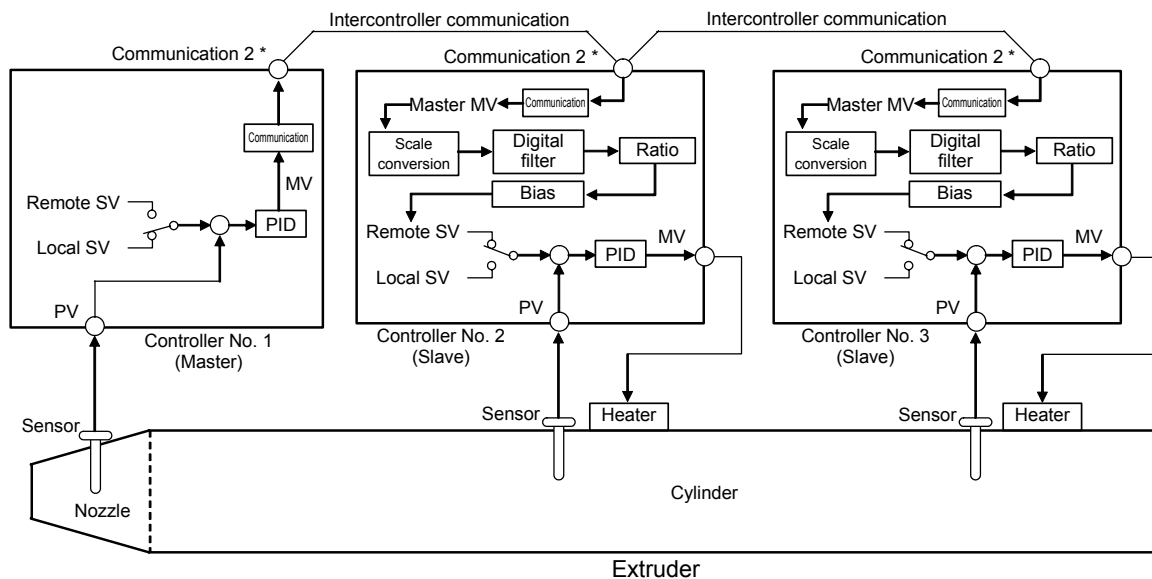 Intercontroller communication
Intercontroller communication
Communication 2 *
Communication 2 *
Communication 2 *
Communication
MV
Remote SV
Local SV
PID
PV
Controller No. 1
(Master)
Master MV
Communication
Scale
conversion
Digital
filter
Ratio
Bias
Remote SV
Local SV
PID
MV
PV
Controller No. 2
(Slave)
Master MV
Communication
Scale
conversion
Digital
filter
Ratio
Bias
Remote SV
Local SV
PID
MV
PV
Controller No. 3
(Slave)
Sensor
Sensor
Heater
Sensor
Heater
Nozzle
Cylinder
Extruder